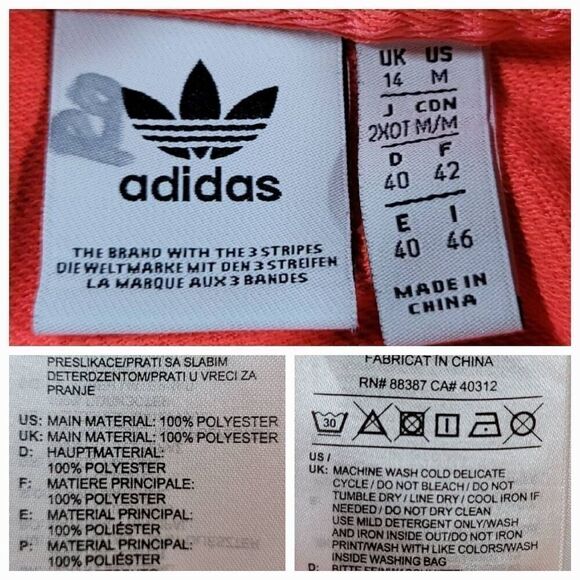 adidas
THE BRAND WITH THE 3 STRIPES
DIE WELTMARKE MIT DEN 3 STREIFEN
LA MARQUE AUX 3 BANDES
UK US
14 M
J CDN
2XOT M/M
D F
40 42
E I
40 46
MADE IN
CHINA
PRESLIKACE/PRATI SA SLABIM
DETERDZENTOM/PRATI U VRECI ZA
PRANJE
US: MAIN MATERIAL: 100% POLYESTER
UK: MAIN MATERIAL: 100% POLYESTER
D: HAUPTMATERIAL:
100% POLYESTER
F: MATIERE PRINCIPALE:
100% POLYESTER
E: MATERIAL PRINCIPAL:
100% POLIÉSTER
P: MATERIAL PRINCIPAL:
100% POLIÉSTER
FABRICAT IN CHINA
RN# 88387 CA# 40312
30
US /
UK: MACHINE WASH COLD DELICATE
CYCLE / DO NOT BLEACH / DO NOT
TUMBLE DRY / LINE DRY / COOL IRON IF
NEEDED / DO NOT DRY CLEAN
USE MILD DETERGENT ONLY/WASH
AND IRON INSIDE OUT/DO NOT IRON
PRINT/WASH WITH LIKE COLORS/WASH
INSIDE WASHING BAG
D: